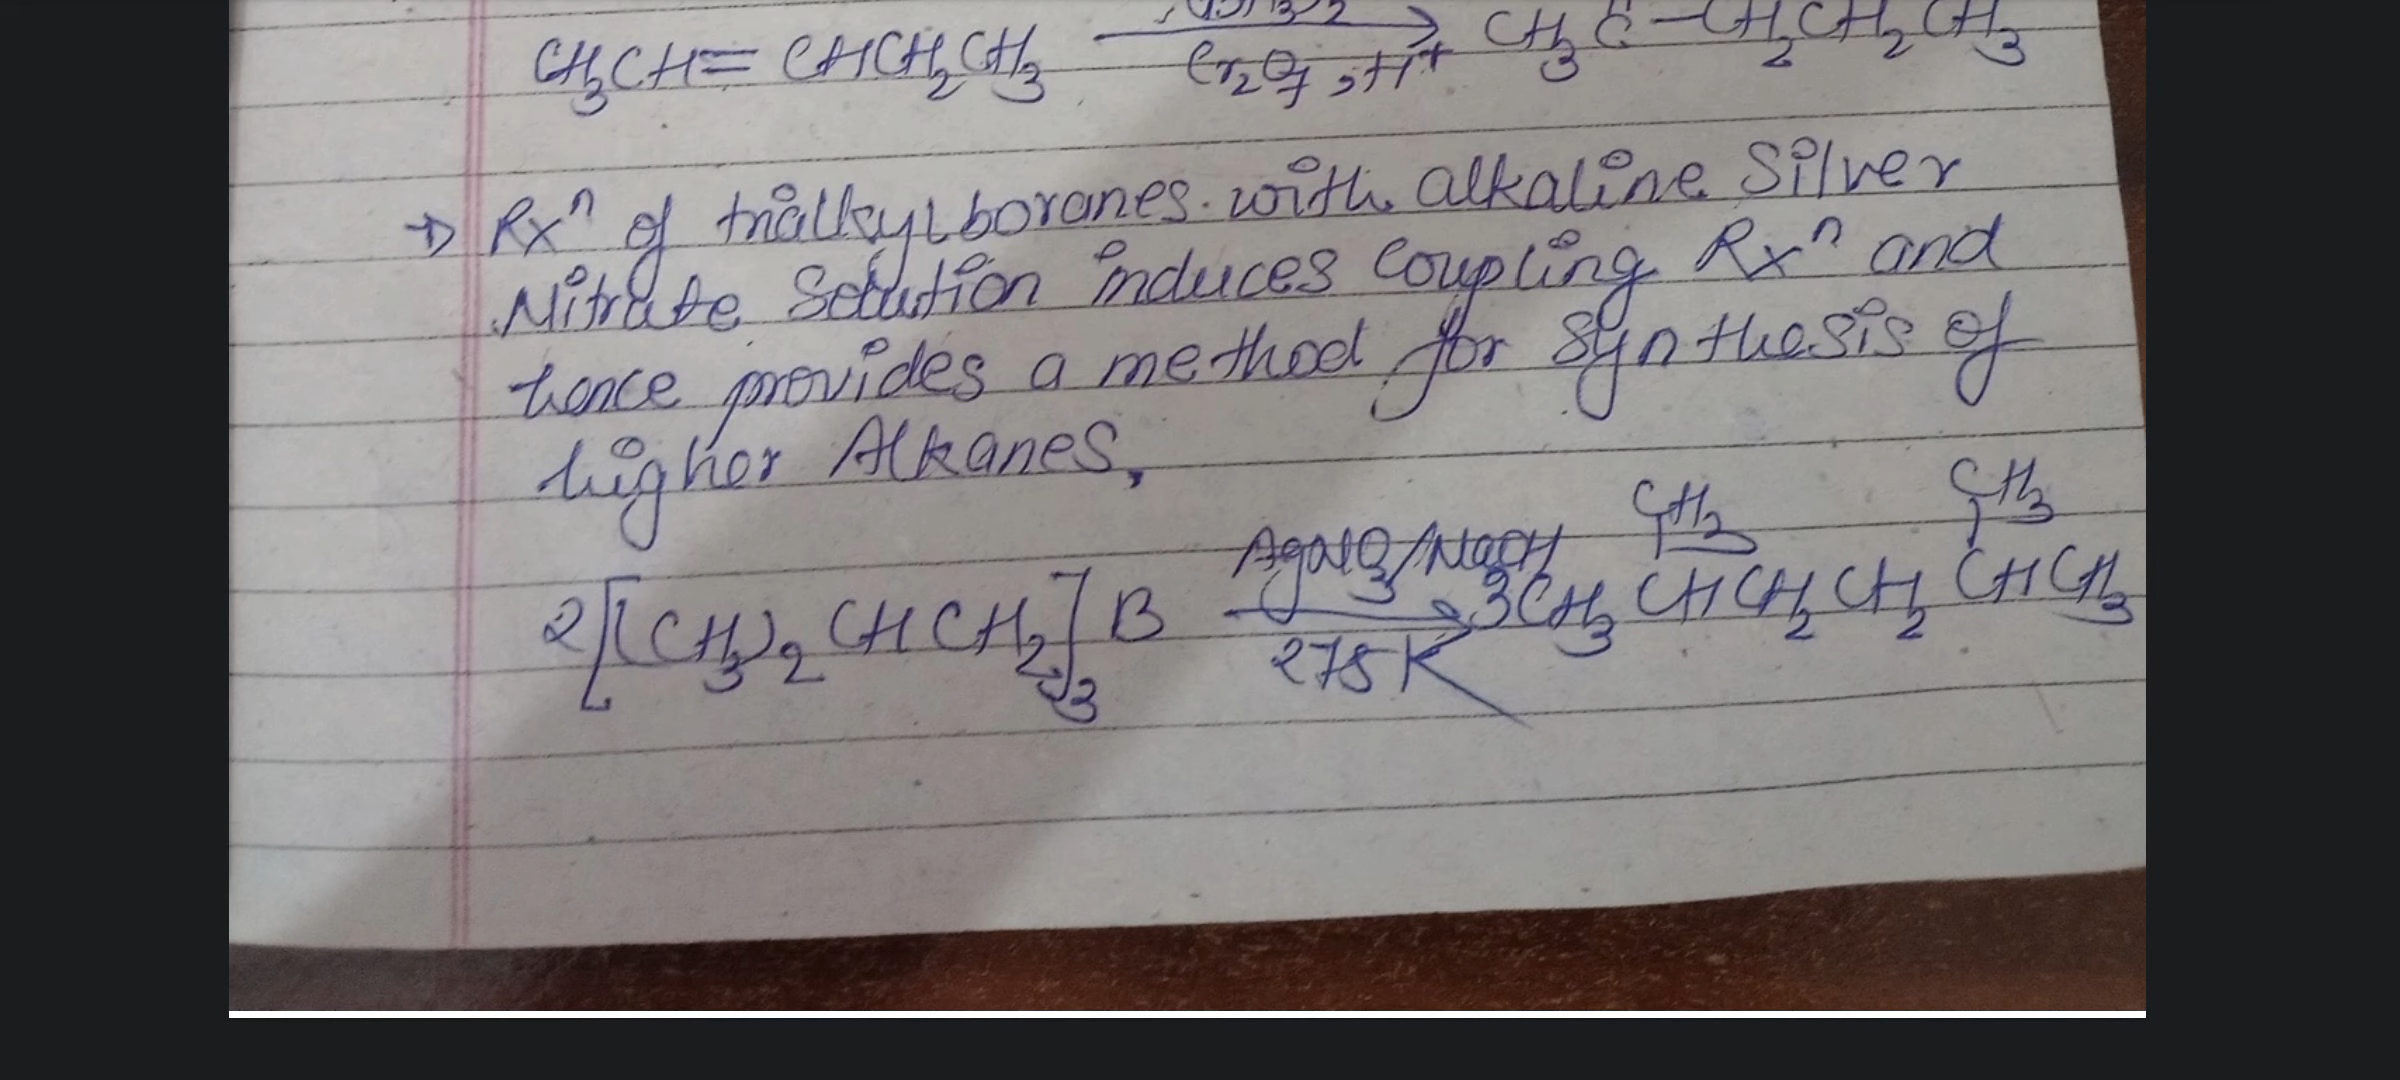 CH3CH=CHCH2CH3 → CH3C-CH2CH2CH3
Cr2O7, H+
→ Rxⁿ of trialkylboranes with alkaline Silver
Nitrate Solution induces Coupling Rxⁿ and
hence provides a method for Synthesis of
higher Alkanes,
CH3 CH3
AgNO3/NaOH
2[(CH3)2CHCH2]3B → 3CH3CHCH2CH2CHCH3
275K